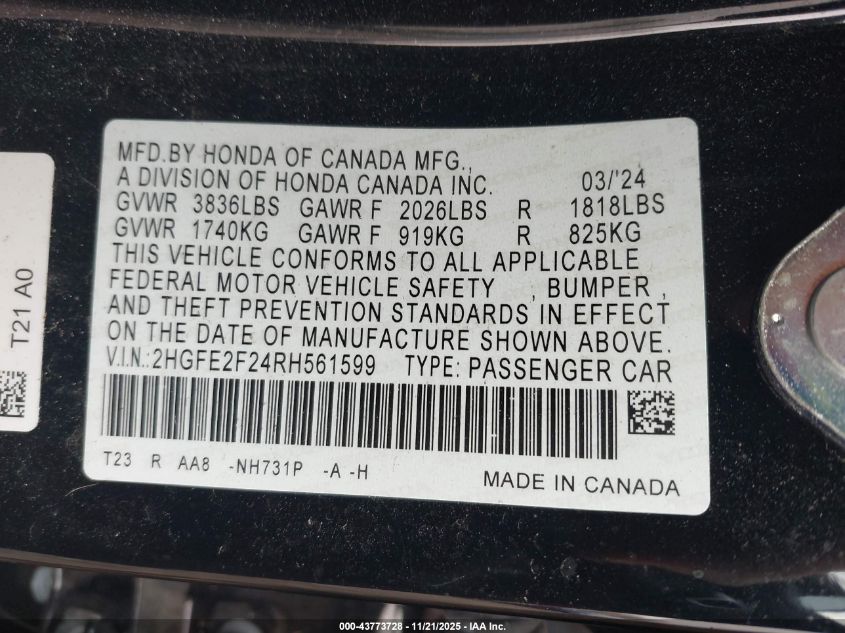 MFD.BY HONDA OF CANADA MFG.,
A DIVISION OF HONDA CANADA INC. 03/'24
GVWR 3836LBS GAWR F 2026LBS R 1818LBS
GVWR 1740KG GAWR F 919KG R 825KG
THIS VEHICLE CONFORMS TO ALL APPLICABLE
FEDERAL MOTOR VEHICLE SAFETY , BUMPER ,
AND THEFT PREVENTION STANDARDS IN EFFECT
ON THE DATE OF MANUFACTURE SHOWN ABOVE.
V.I.N.:2HGFE2F24RH561599 TYPE: PASSENGER CAR
T23 R AA8 -NH731P -A -H
MADE IN CANADA
T21 A0
000-43773728 - 11/21/2025 - IAA Inc.